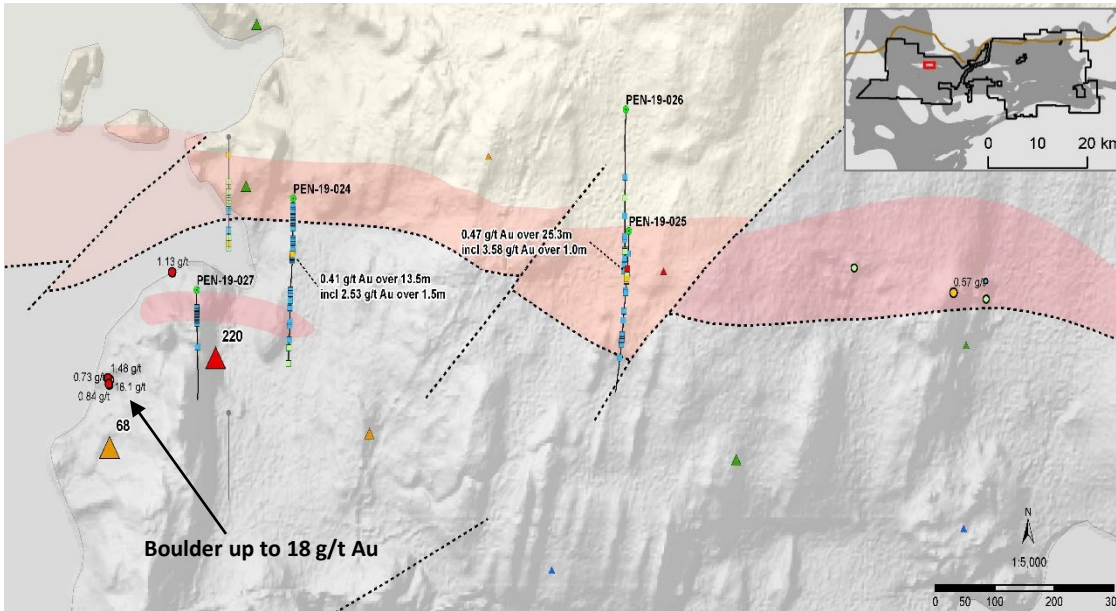 PEN-19-026
0 10 20 km
PEN-19-024
PEN-19-025
0.47 g/t Au over 25.3m
incl 3.58 g/t Au over 1.0m
1.13 g/t
PEN-19-027
0.41 g/t Au over 13.5m
incl 2.53 g/t Au over 1.5m
0.57 g/t
220
1.48 g/t
0.73 g/t
16.1 g/t
0.84 g/t
68
N
Boulder up to 18 g/t Au
1:5,000
0 50 100 200